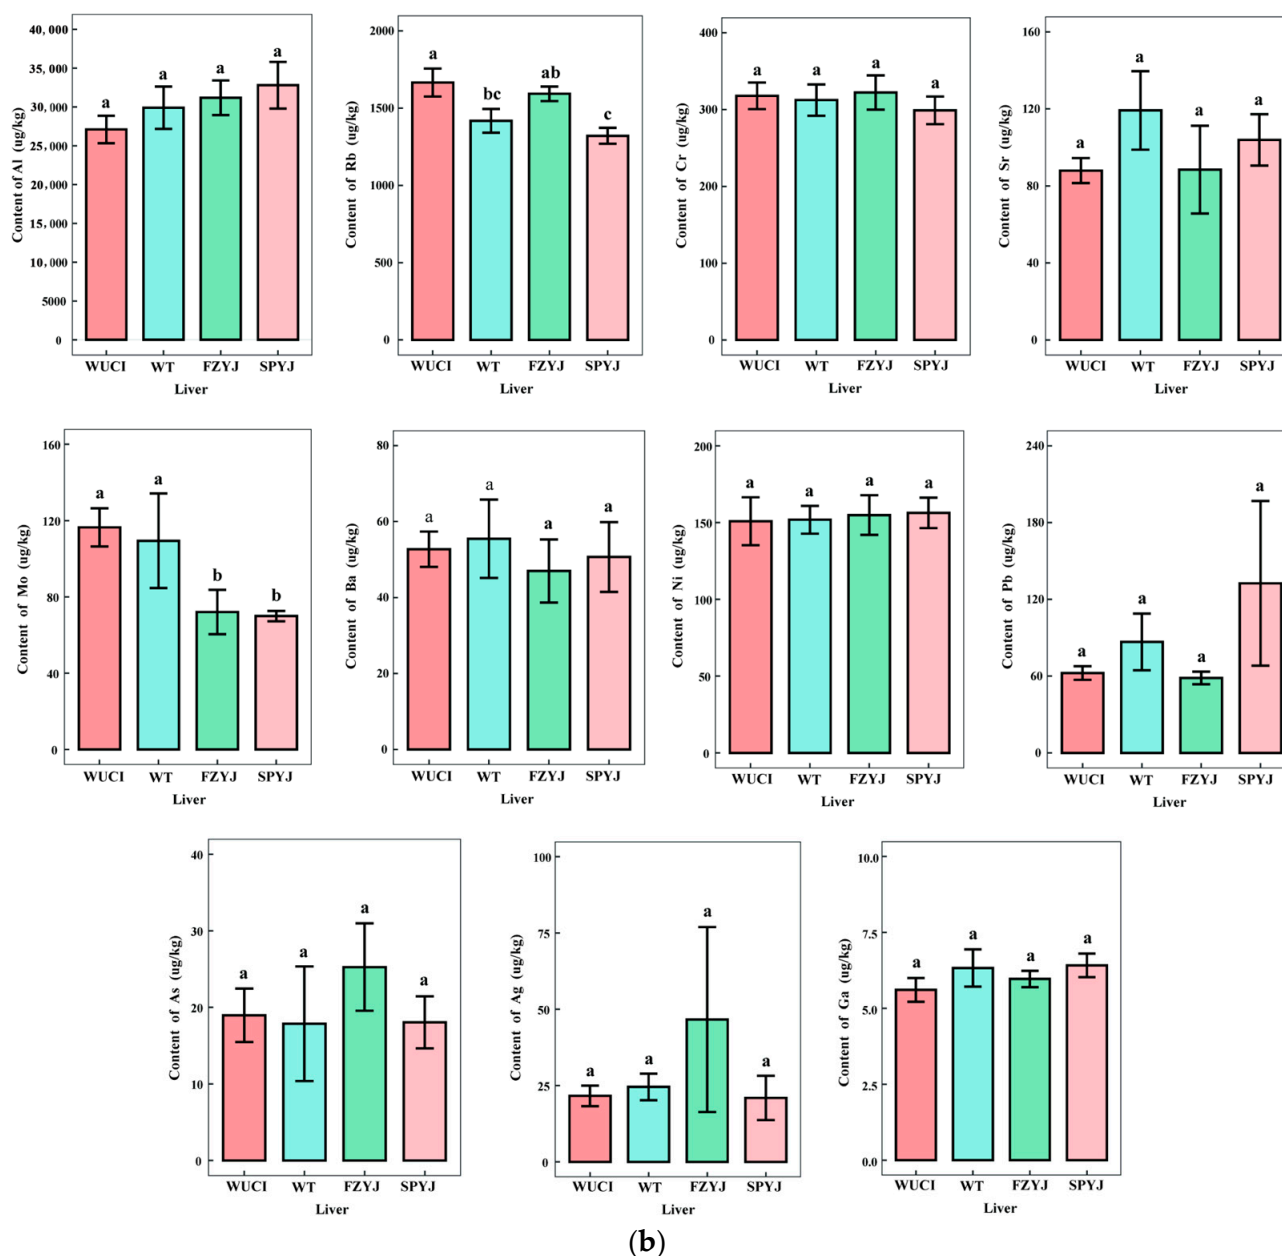 Content of Al (ug/kg)
40,000
35,000
30,000
25,000
20,000
15,000
10,000
5000
0
a a a a
WUCI WT FZYJ SPYJ
Liver
Content of Rb (ug/kg)
2000
1500
1000
500
0
a bc ab c
WUCI WT FZYJ SPYJ
Liver
Content of Cr (ug/kg)
400
300
200
100
0
a a a a
WUCI WT FZYJ SPYJ
Liver
Content of Sr (ug/kg)
160
120
80
40
0
a a a a
WUCI WT FZYJ SPYJ
Liver
Content of Mo (ug/kg)
160
120
80
40
0
a a b b
WUCI WT FZYJ SPYJ
Liver
Content of Ba (ug/kg)
80
60
40
20
0
a a a a
WUCI WT FZYJ SPYJ
Liver
Content of Ni (ug/kg)
200
150
100
50
0
a a a a
WUCI WT FZYJ SPYJ
Liver
Content of Pb (ug/kg)
240
180
120
60
0
a a a a
WUCI WT FZYJ SPYJ
Liver
Content of As (ug/kg)
40
30
20
10
0
a a a a
WUCI WT FZYJ SPYJ
Liver
Content of Ag (ug/kg)
100
75
50
25
0
a a a a
WUCI WT FZYJ SPYJ
Liver
Content of Ga (ug/kg)
10.0
7.5
5.0
2.5
0.0
a a a a
WUCI WT FZYJ SPYJ
Liver
(b)